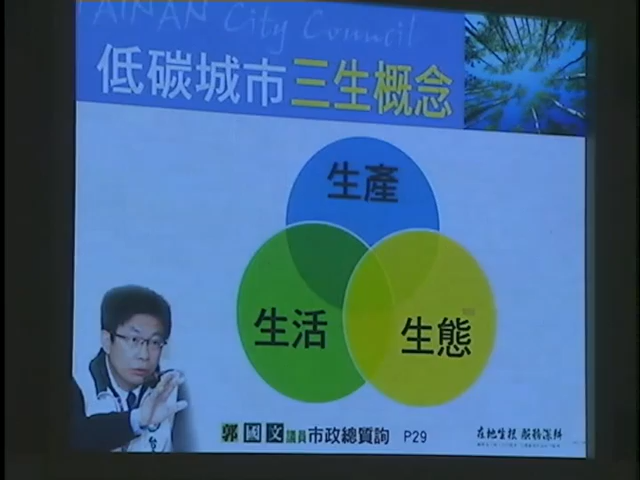 TAINAN City Council
低碳城市三生概念
生產
生活
生態
郭國文議員市政總質詢 P29